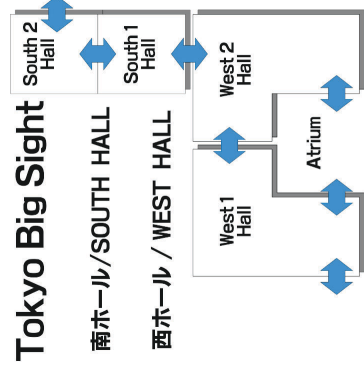 Tokyo Big Sight
南ホール/SOUTH HALL
西ホール / WEST HALL
South 2
Hall
South 1
Hall
West 2
Hall
West 1
Hall
Atrium